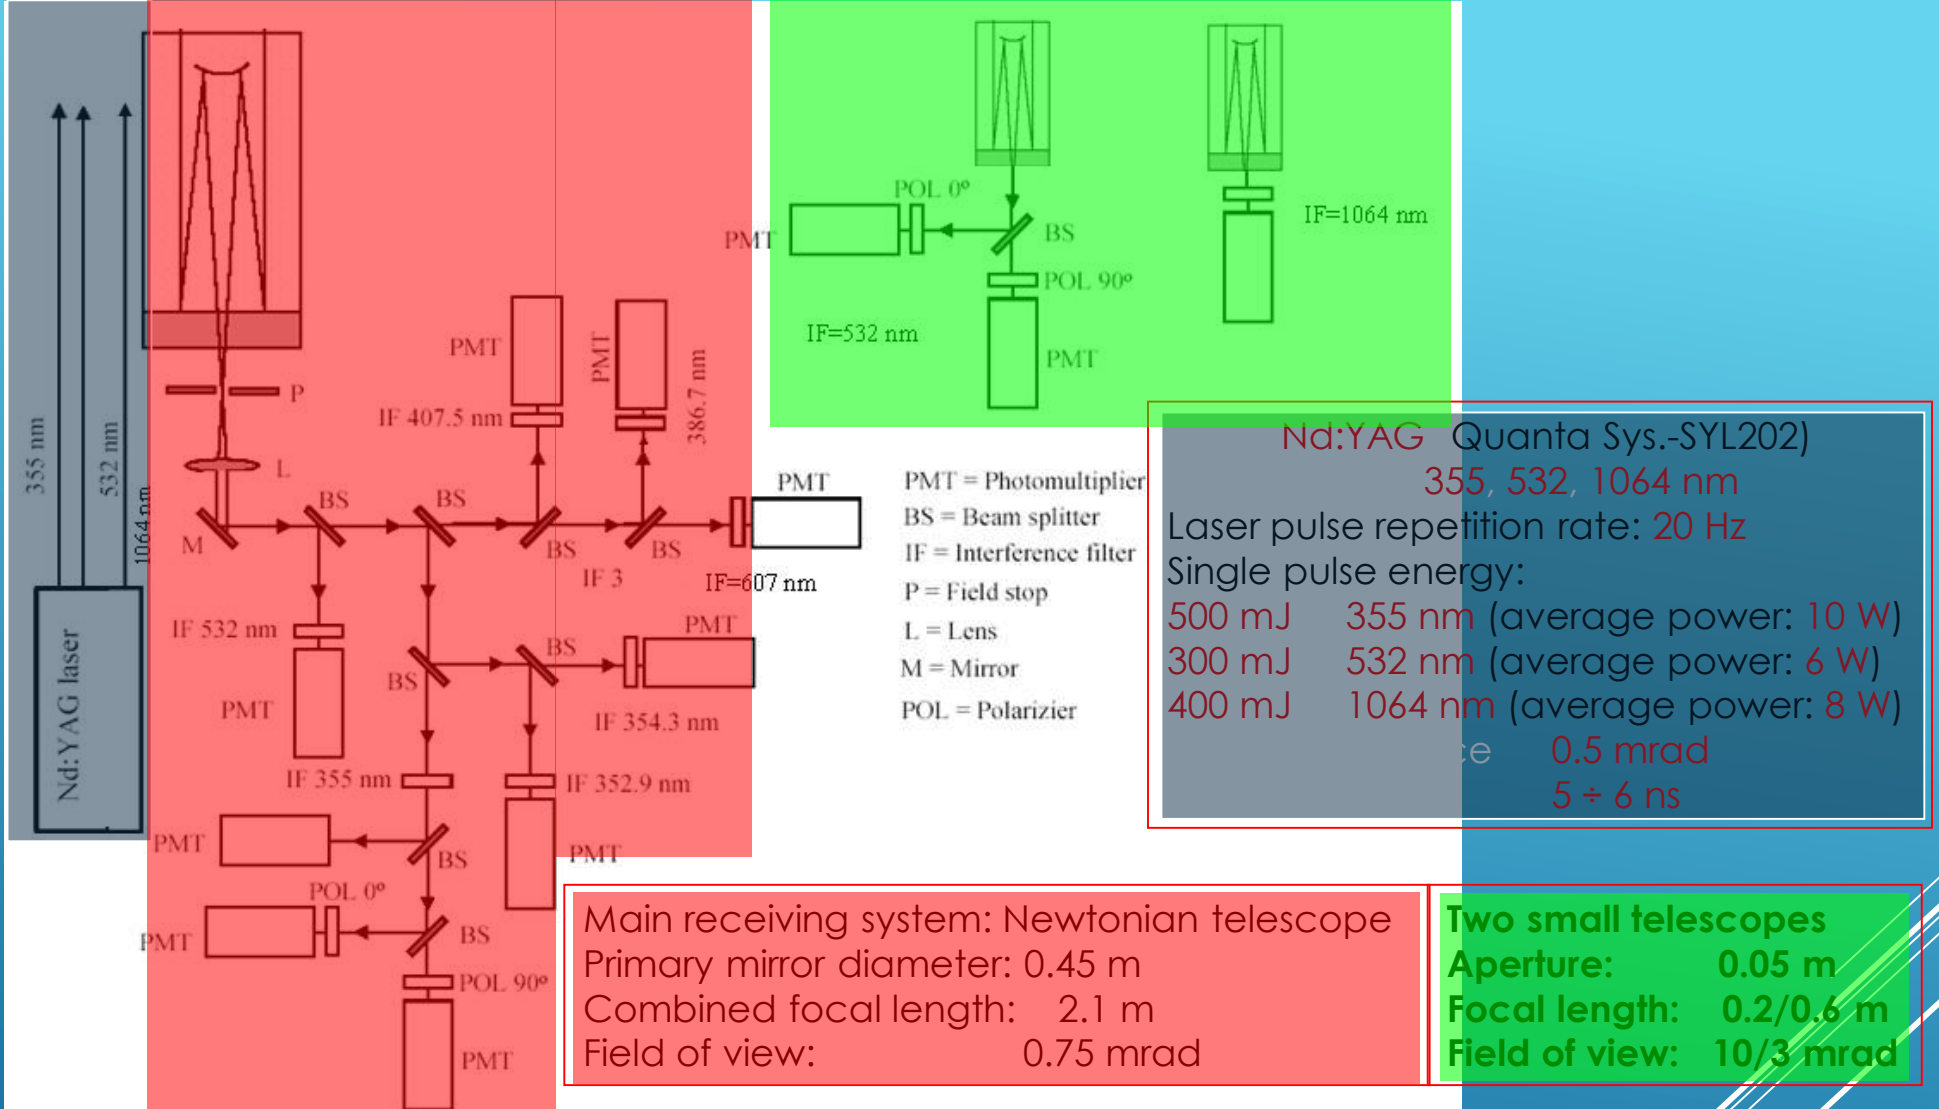 355 nm
532 nm
1064 nm
Nd:YAG laser
P
L
M
BS
BS
BS
BS
PMT
IF 407.5 nm
PMT
386.7 nm
PMT
IF=607 nm
IF 3
IF 532 nm
PMT
BS
BS
PMT
IF 354.3 nm
IF 355 nm
IF 352.9 nm
PMT
PMT
BS
POL 0º
PMT
BS
POL 90º
PMT
POL 0º
PMT
BS
POL 90º
IF=532 nm
PMT
IF=1064 nm
PMT = Photomultiplier
BS = Beam splitter
IF = Interference filter
P = Field stop
L = Lens
M = Mirror
POL = Polarizier
Nd:YAG Quanta Sys.-SYL202)
355, 532, 1064 nm
Laser pulse repetition rate: 20 Hz
Single pulse energy:
500 mJ 355 nm (average power: 10 W)
300 mJ 532 nm (average power: 6 W)
400 mJ 1064 nm (average power: 8 W)
ce 0.5 mrad
5 ÷ 6 ns
Main receiving system: Newtonian telescope
Primary mirror diameter: 0.45 m
Combined focal length: 2.1 m
Field of view: 0.75 mrad
Two small telescopes
Aperture: 0.05 m
Focal length: 0.2/0.6 m
Field of view: 10/3 mrad